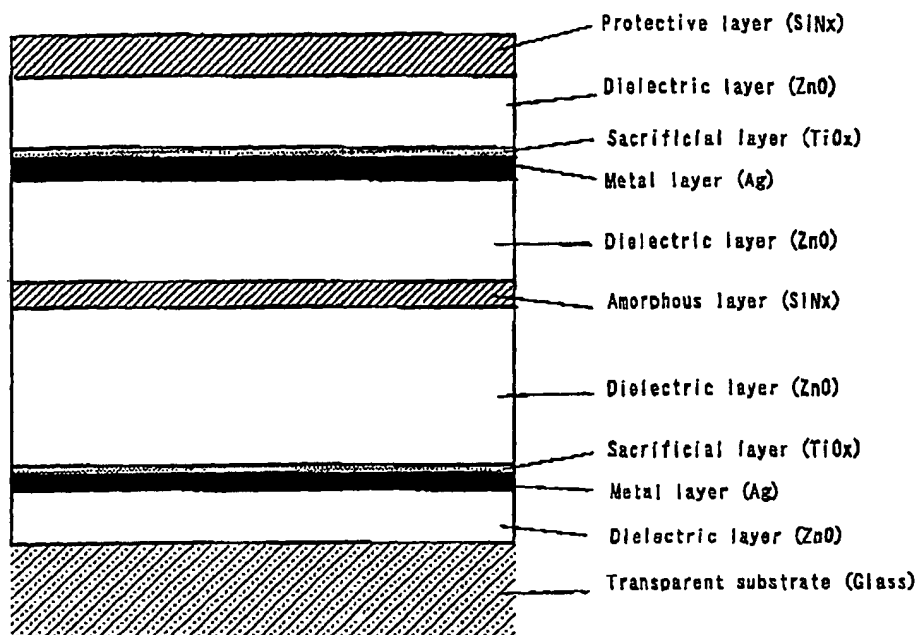 Protective layer (SiNx)
Dielectric layer (ZnO)
Sacrificial layer (TiOx)
Metal layer (Ag)
Dielectric layer (ZnO)
Amorphous layer (SiNx)
Dielectric layer (ZnO)
Sacrificial layer (TiOx)
Metal layer (Ag)
Dielectric layer (ZnO)
Transparent substrate (Glass)